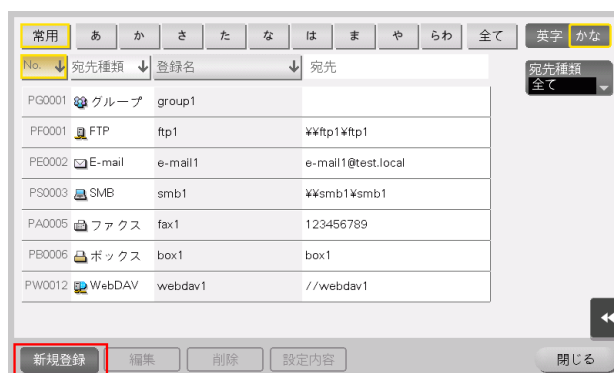 常用 あ か さ た な は ま や らわ 全て 英字 かな
No. 宛先種類 登録名 宛先 宛先種類
全て
PG0001 グループ group1
PF0001 FTP ftp1 ¥¥ftp1¥ftp1
PE0002 E-mail e-mail1 e-mail1@test.local
PS0003 SMB smb1 ¥¥smb1¥smb1
PA0005 ファクス fax1 123456789
PB0006 ボックス box1 box1
PW0012 WebDAV webdav1 //webdav1
新規登録 編集 削除 設定内容 閉じる